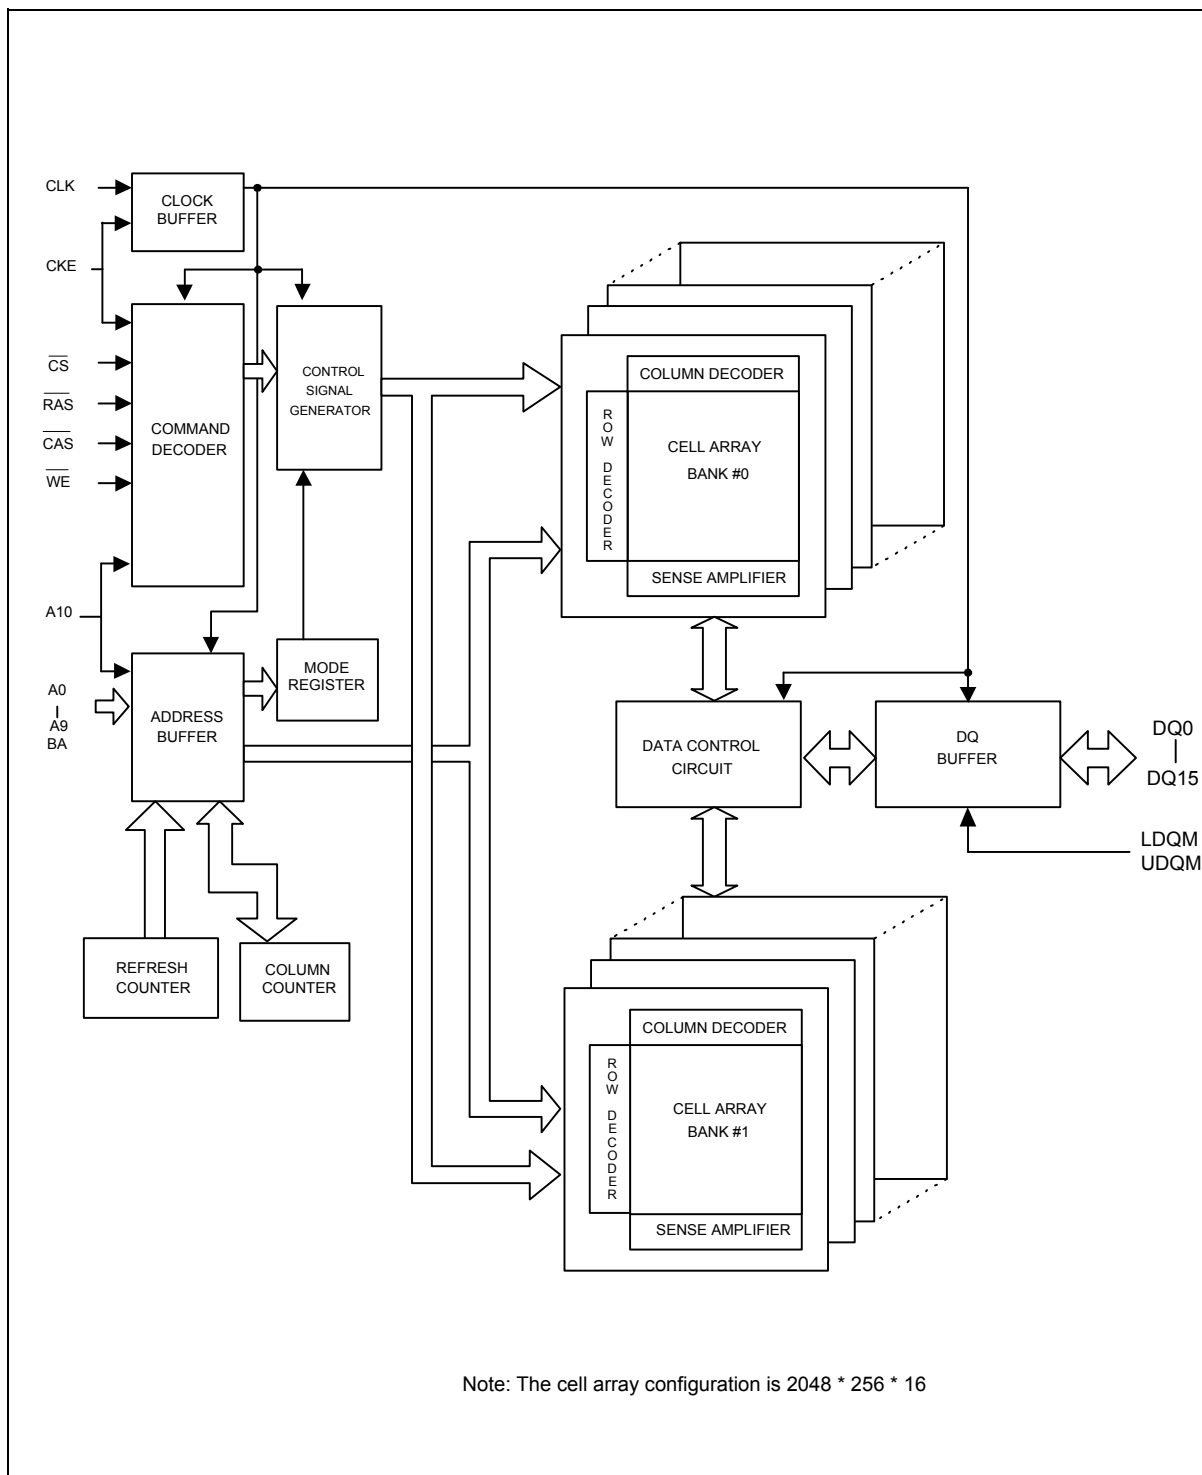 CLK
CLOCK
BUFFER
CKE
CS
RAS
CAS
WE
COMMAND
DECODER
CONTROL
SIGNAL
GENERATOR
A10
A0
A9
BA
ADDRESS
BUFFER
MODE
REGISTER
REFRESH
COUNTER
COLUMN
COUNTER
COLUMN DECODER
ROW DECODER
CELL ARRAY
BANK #0
SENSE AMPLIFIER
DATA CONTROL
CIRCUIT
DQ
BUFFER
DQ0
DQ15
LDQM
UDQM
COLUMN DECODER
ROW DECODER
CELL ARRAY
BANK #1
SENSE AMPLIFIER
Note: The cell array configuration is 2048 * 256 * 16